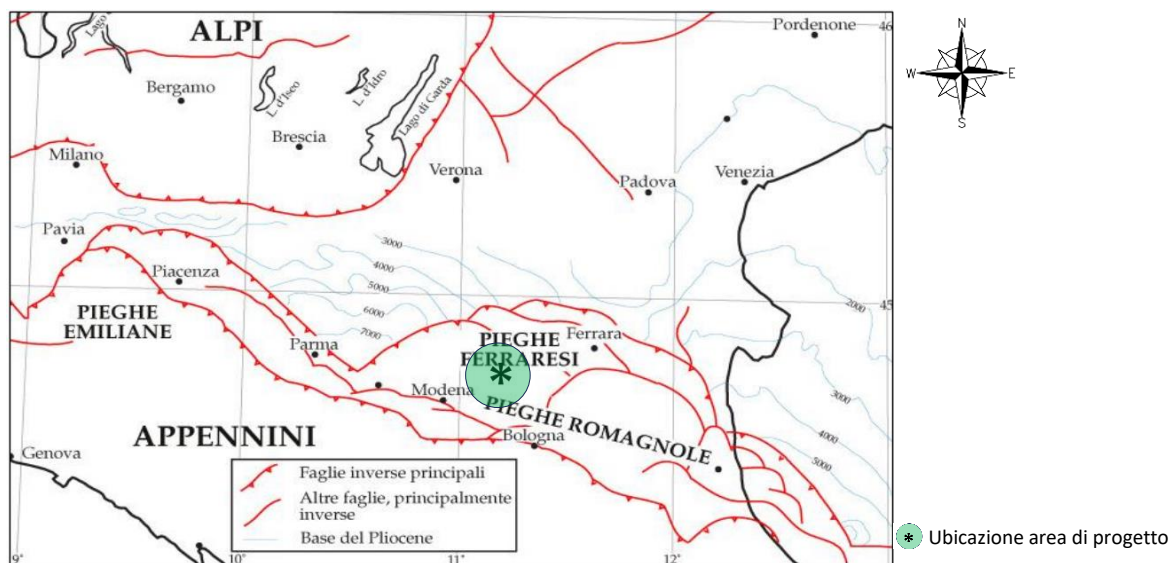 ALPI
Lago
Pordenone
46
N
W
E
S
Bergamo
L. d'Iseo
L. d'Idro
Lago di Garda
Brescia
Milano
Verona
Padova
Venezia
Pavia
3000
4000
5000
6000
7000
Piacenza
2000
45
PIEGHE
EMILIANE
Parma
PIEGHE
FERRARESI
Ferrara
*
Modena
3000
PIEGHE ROMAGNOLE
4000
5000
APPENNINI
Bologna
Genova
Faglie inverse principali
Altre faglie, principalmente
inverse
Base del Pliocene
9°
10°
11°
12°
* Ubicazione area di progetto